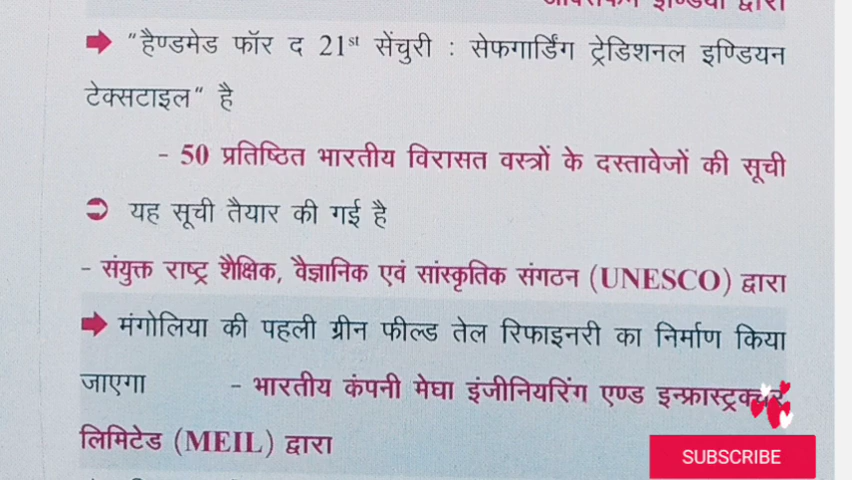 इण्डिया द्वारा
"हैण्डमेड फॉर द 21st सेंचुरी : सेफगार्डिंग ट्रेडिशनल इण्डियन
टेक्सटाइल" है
- 50 प्रतिष्ठित भारतीय विरासत वस्त्रों के दस्तावेजों की सूची
यह सूची तैयार की गई है
- संयुक्त राष्ट्र शैक्षिक, वैज्ञानिक एवं सांस्कृतिक संगठन (UNESCO) द्वारा
मंगोलिया की पहली ग्रीन फील्ड तेल रिफाइनरी का निर्माण किया
जाएगा - भारतीय कंपनी मेघा इंजीनियरिंग एण्ड इन्फ्रास्ट्रक्चर
लिमिटेड (MEIL) द्वारा
SUBSCRIBE